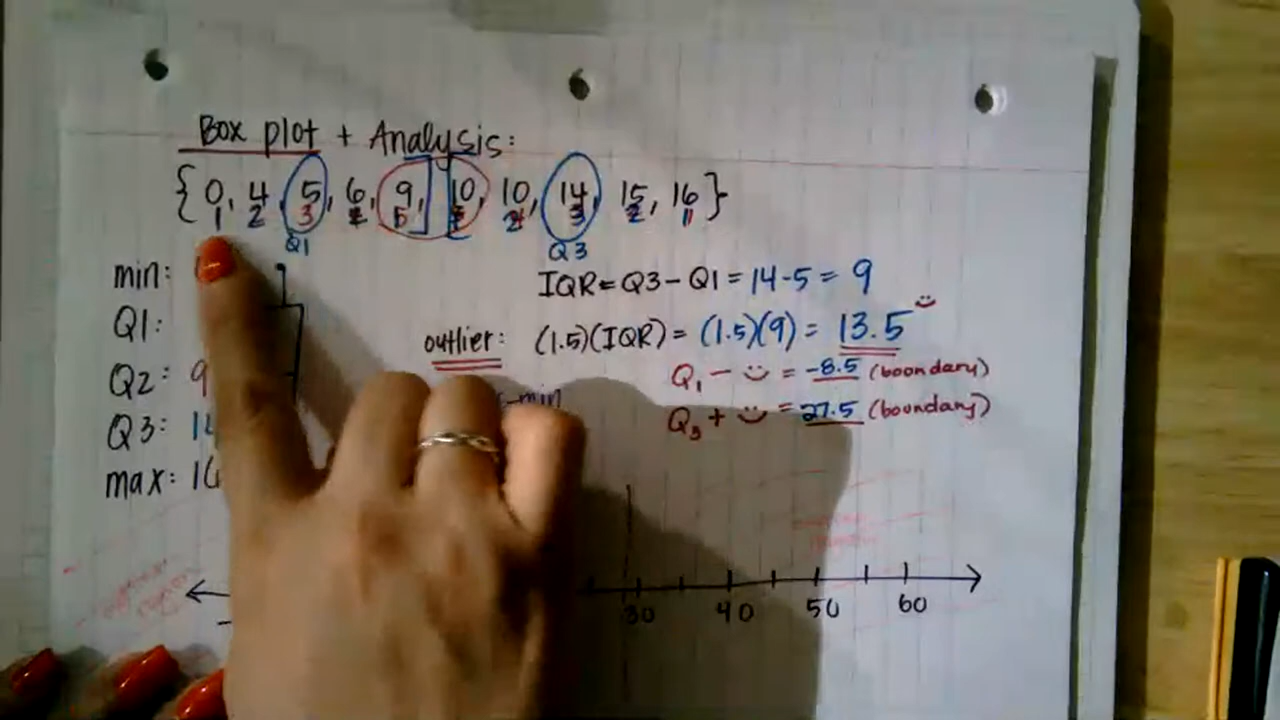 Box plot + Analysis:
{0, 4, 5, 6, 9, 10, 10, 14, 15, 16}
1 2 3 5 2 3 2 1
Q1 Q3
min:
IQR = Q3 - Q1 = 14-5 = 9
Q1:
outlier: (1.5)(IQR) = (1.5)(9) = 13.5
Q1 - = -8.5 (boundary)
Q2: 9
-min
Q3 + = 27.5 (boundary)
Q3: 14
max: 16
30 40 50 60